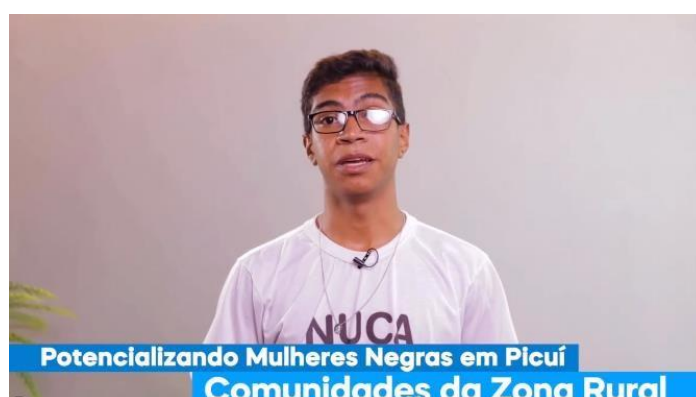 NUCA
Potencializando Mulheres Negras em Picuí
Comunidades da Zona Rural